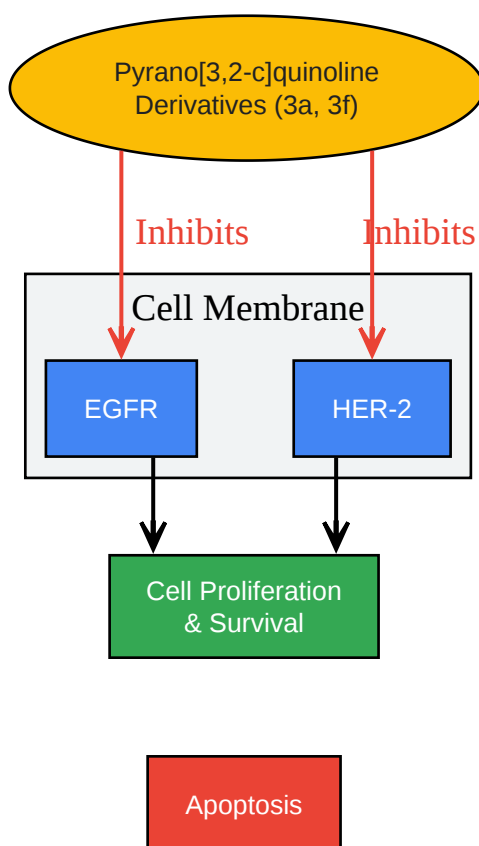 Pyrano[3,2-c]quinoline
Derivatives (3a, 3f)
Inhibits
Inhibits
Cell Membrane
EGFR
HER-2
Cell Proliferation
& Survival
Apoptosis